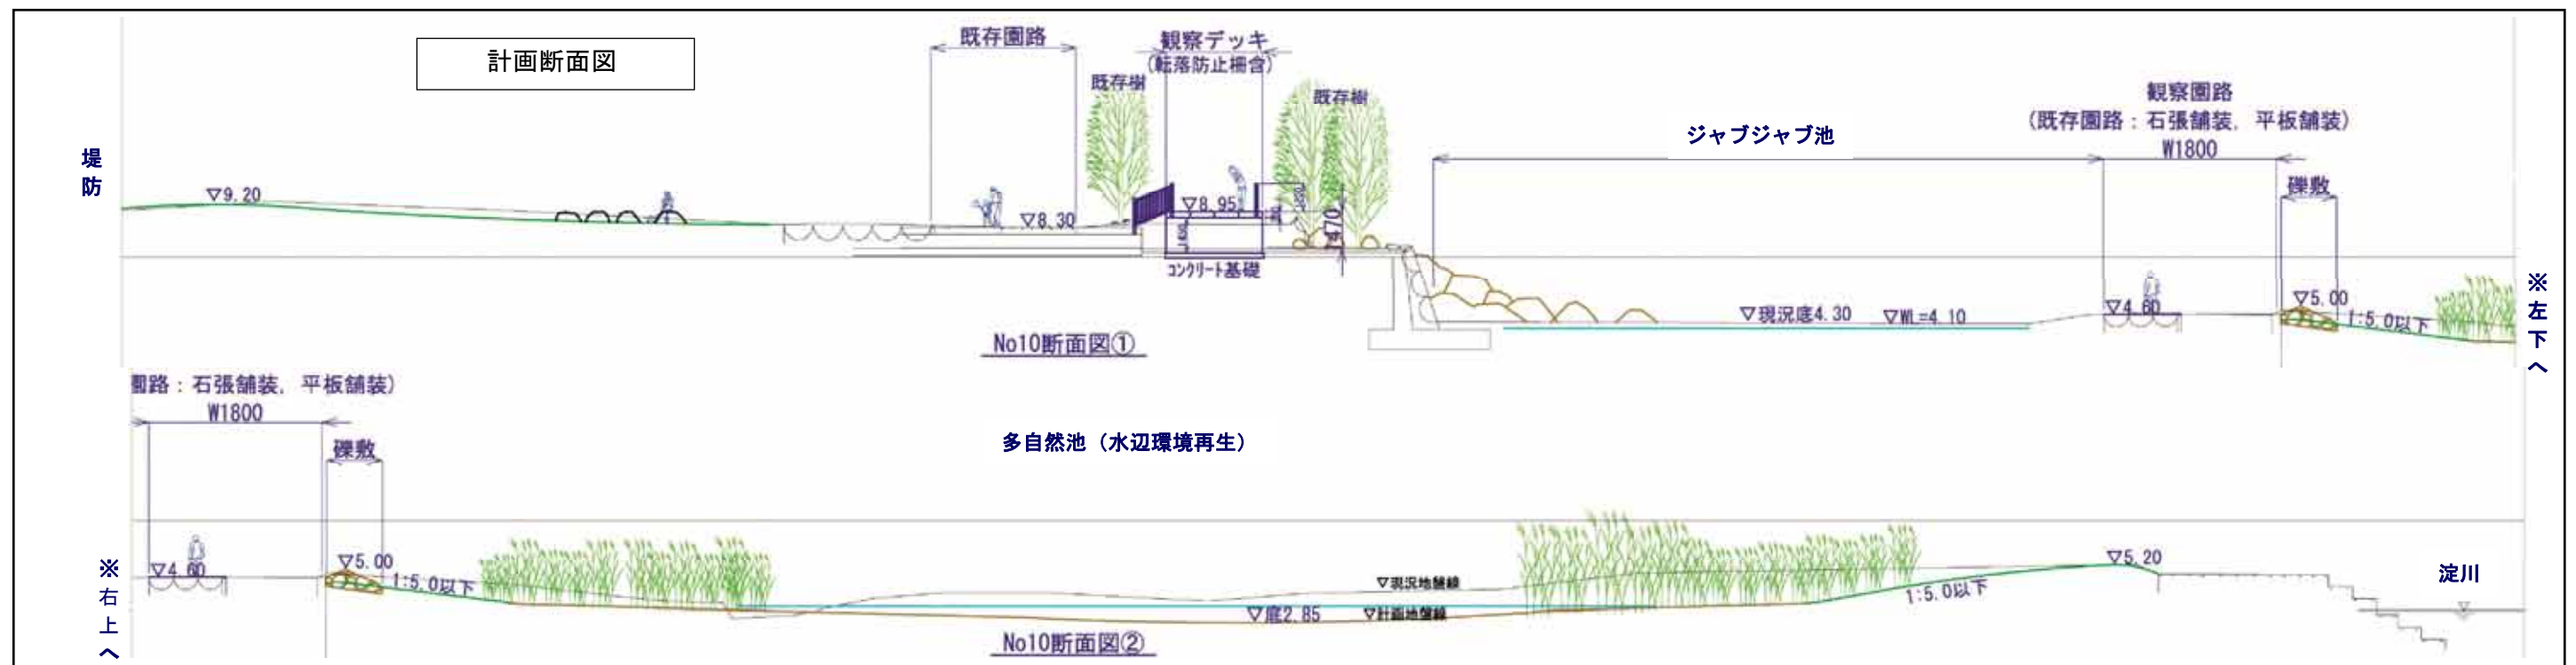 計画断面図
既存園路
観察デッキ
(転落防止柵含)
既存樹
既存樹
観察園路
(既存園路：石張舗装，平板舗装)
W1800
ジャブジャブ池
礫敷
堤防
▽9.20
▽8.30
▽8.95
1470
コンクリート基礎
▽現況底4.30
▽WL=4.10
▽4.60
▽5.00
1:5.0以下
※左下へ
No10断面図①
園路：石張舗装，平板舗装)
W1800
礫敷
多自然池（水辺環境再生）
※右上へ
▽4.60
▽5.00
1:5.0以下
▽現況地盤線
▽底2.85
▽計画地盤線
1:5.0以下
▽5.20
淀川
No10断面図②